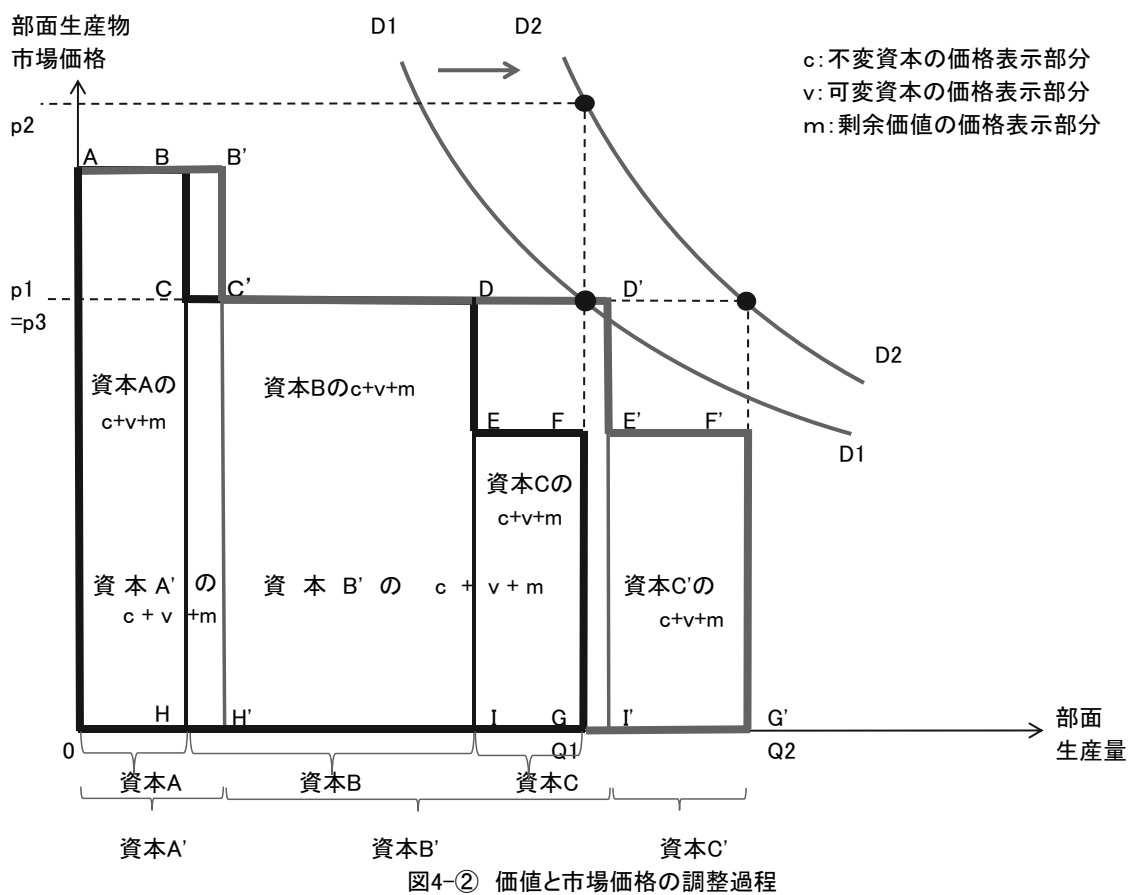 部面生産物
市場価格
D1
D2
c:不変資本の価格表示部分
v:可変資本の価格表示部分
m:剰余価値の価格表示部分
p2
A
B
B'
p1
=p3
C
C'
D
D'
D2
資本Aの
c+v+m
資本Bのc+v+m
E
F
E'
F'
D1
資本Cの
c+v+m
資本A'の
c+v+m
資本B'の c+v+m
資本C'の
c+v+m
H
H'
I
G
I'
G'
部面
生産量
0
Q1
Q2
資本A
資本B
資本C
資本A'
資本B'
資本C'
図4-② 価値と市場価格の調整過程